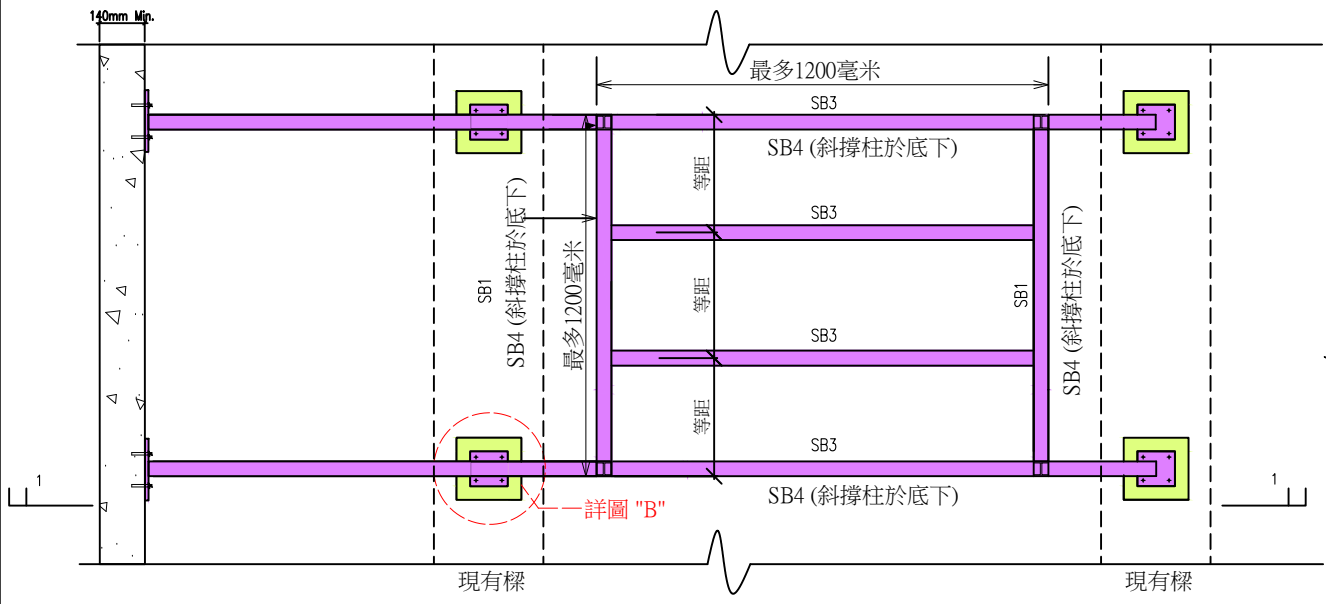 140mm Min.
最多1200毫米
SB3
SB4 (斜撐柱於底下)
等距
SB3
SB1
SB4 (斜撐柱於底下)
最多1200毫米
等距
SB1
SB4 (斜撐柱於底下)
SB3
等距
SB3
SB4 (斜撐柱於底下)
1
1
詳圖 "B"
現有樑
現有樑